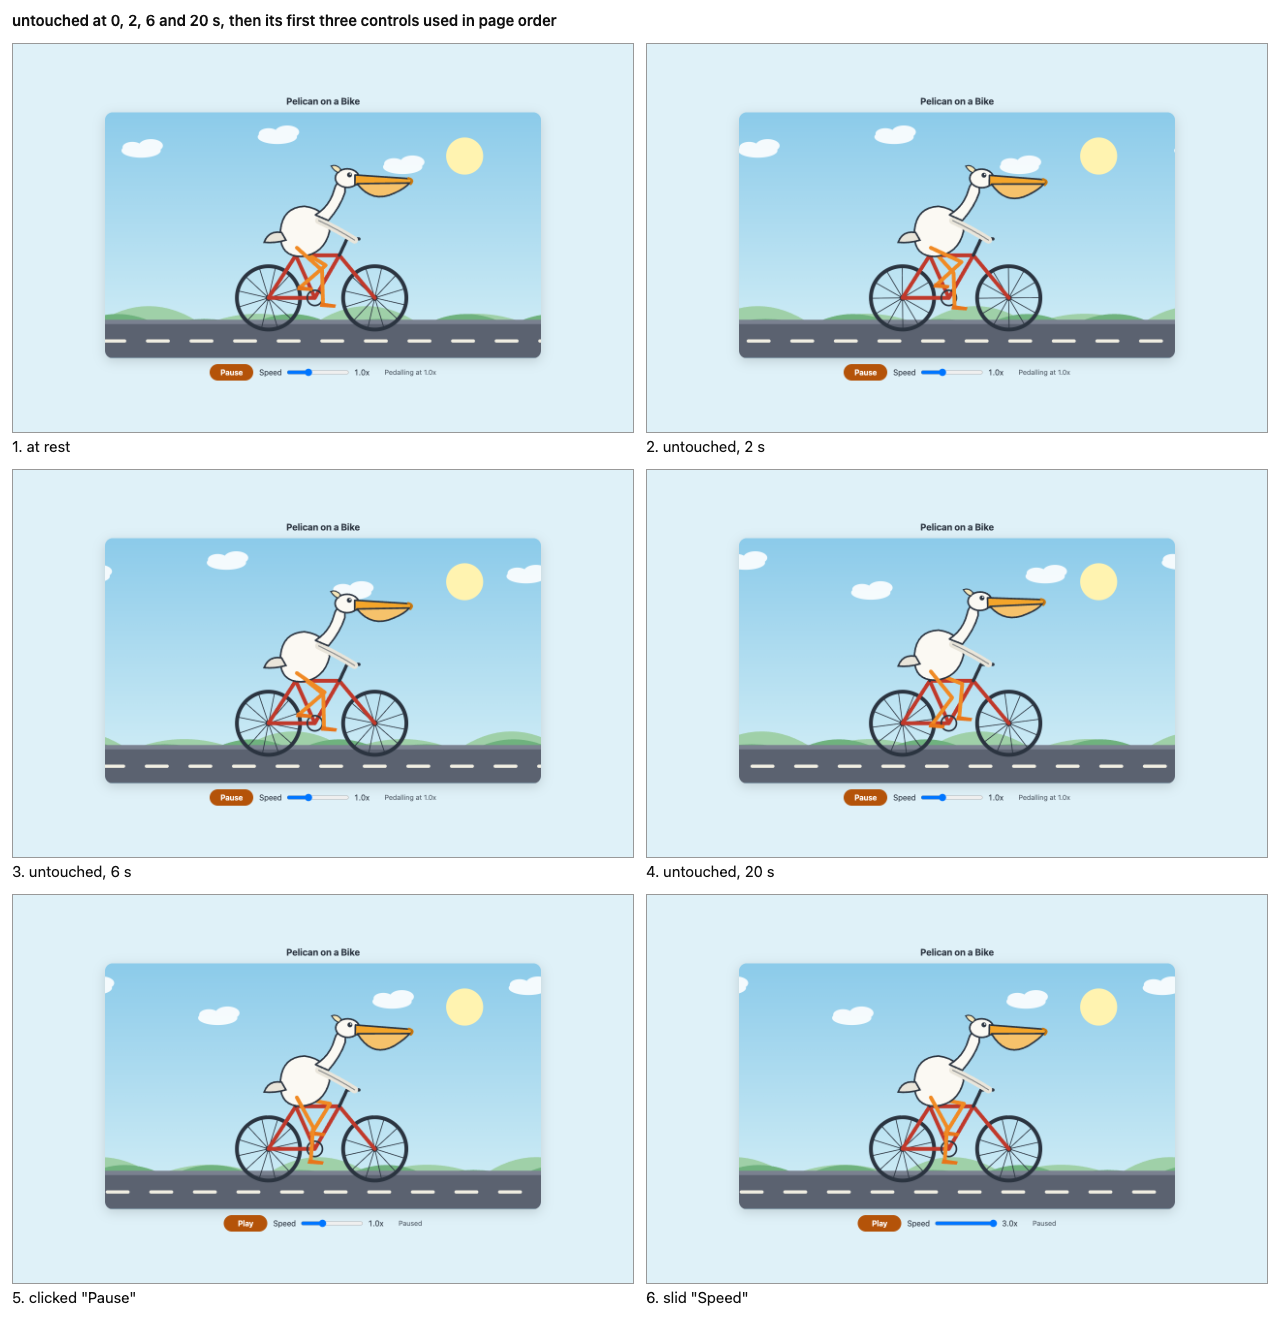 untouched at 0, 2, 6 and 20 s, then its first three controls used in page order
Pelican on a Bike
Pause Speed 1.0x Pedalling at 1.0x
1. at rest
Pelican on a Bike
Pause Speed 1.0x Pedalling at 1.0x
2. untouched, 2 s
Pelican on a Bike
Pause Speed 1.0x Pedalling at 1.0x
3. untouched, 6 s
Pelican on a Bike
Pause Speed 1.0x Pedalling at 1.0x
4. untouched, 20 s
Pelican on a Bike
Play Speed 1.0x Paused
5. clicked "Pause"
Pelican on a Bike
Play Speed 3.0x Paused
6. slid "Speed"